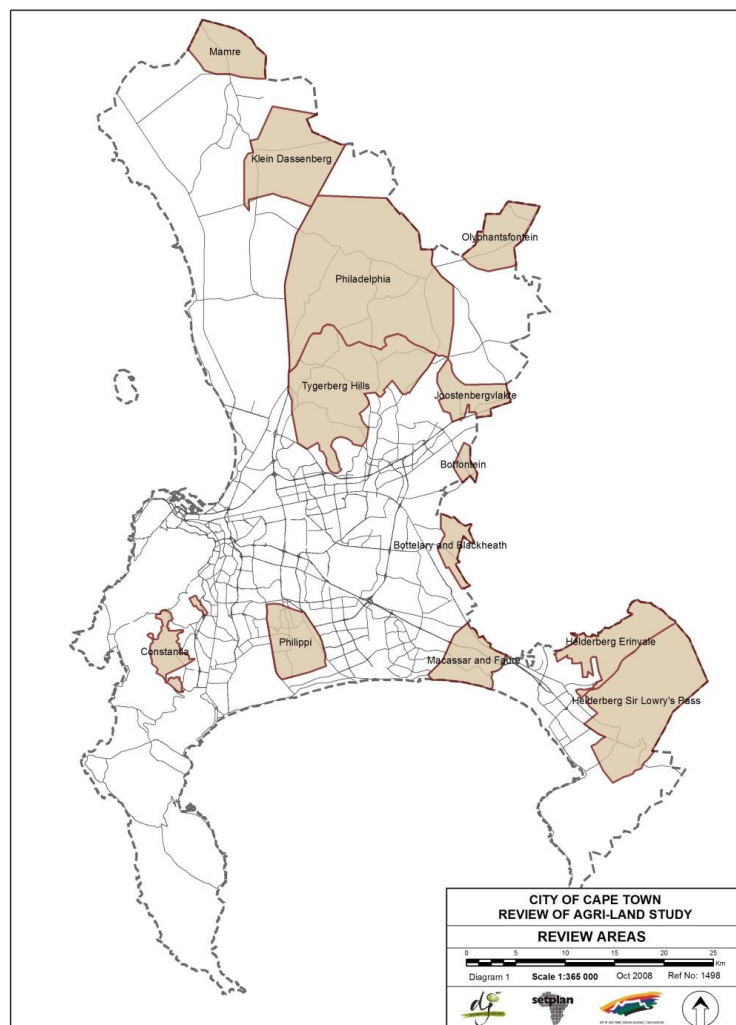 Mamre
Klein Dassenberg
Olyphantsfontein
Philadelphia
Tygerberg Hills
Joostenbergvlakte
Botfontein
Bottelary and Blackheath
Constantia
Philippi
Macassar and Faure
Helderberg Erinvale
Helderberg Sir Lowry's Pass
CITY OF CAPE TOWN
REVIEW OF AGRI-LAND STUDY
REVIEW AREAS
0 5 10 15 20 25
Km
Diagram 1 Scale 1:365 000 Oct 2008 Ref No: 1498
dj
setplan